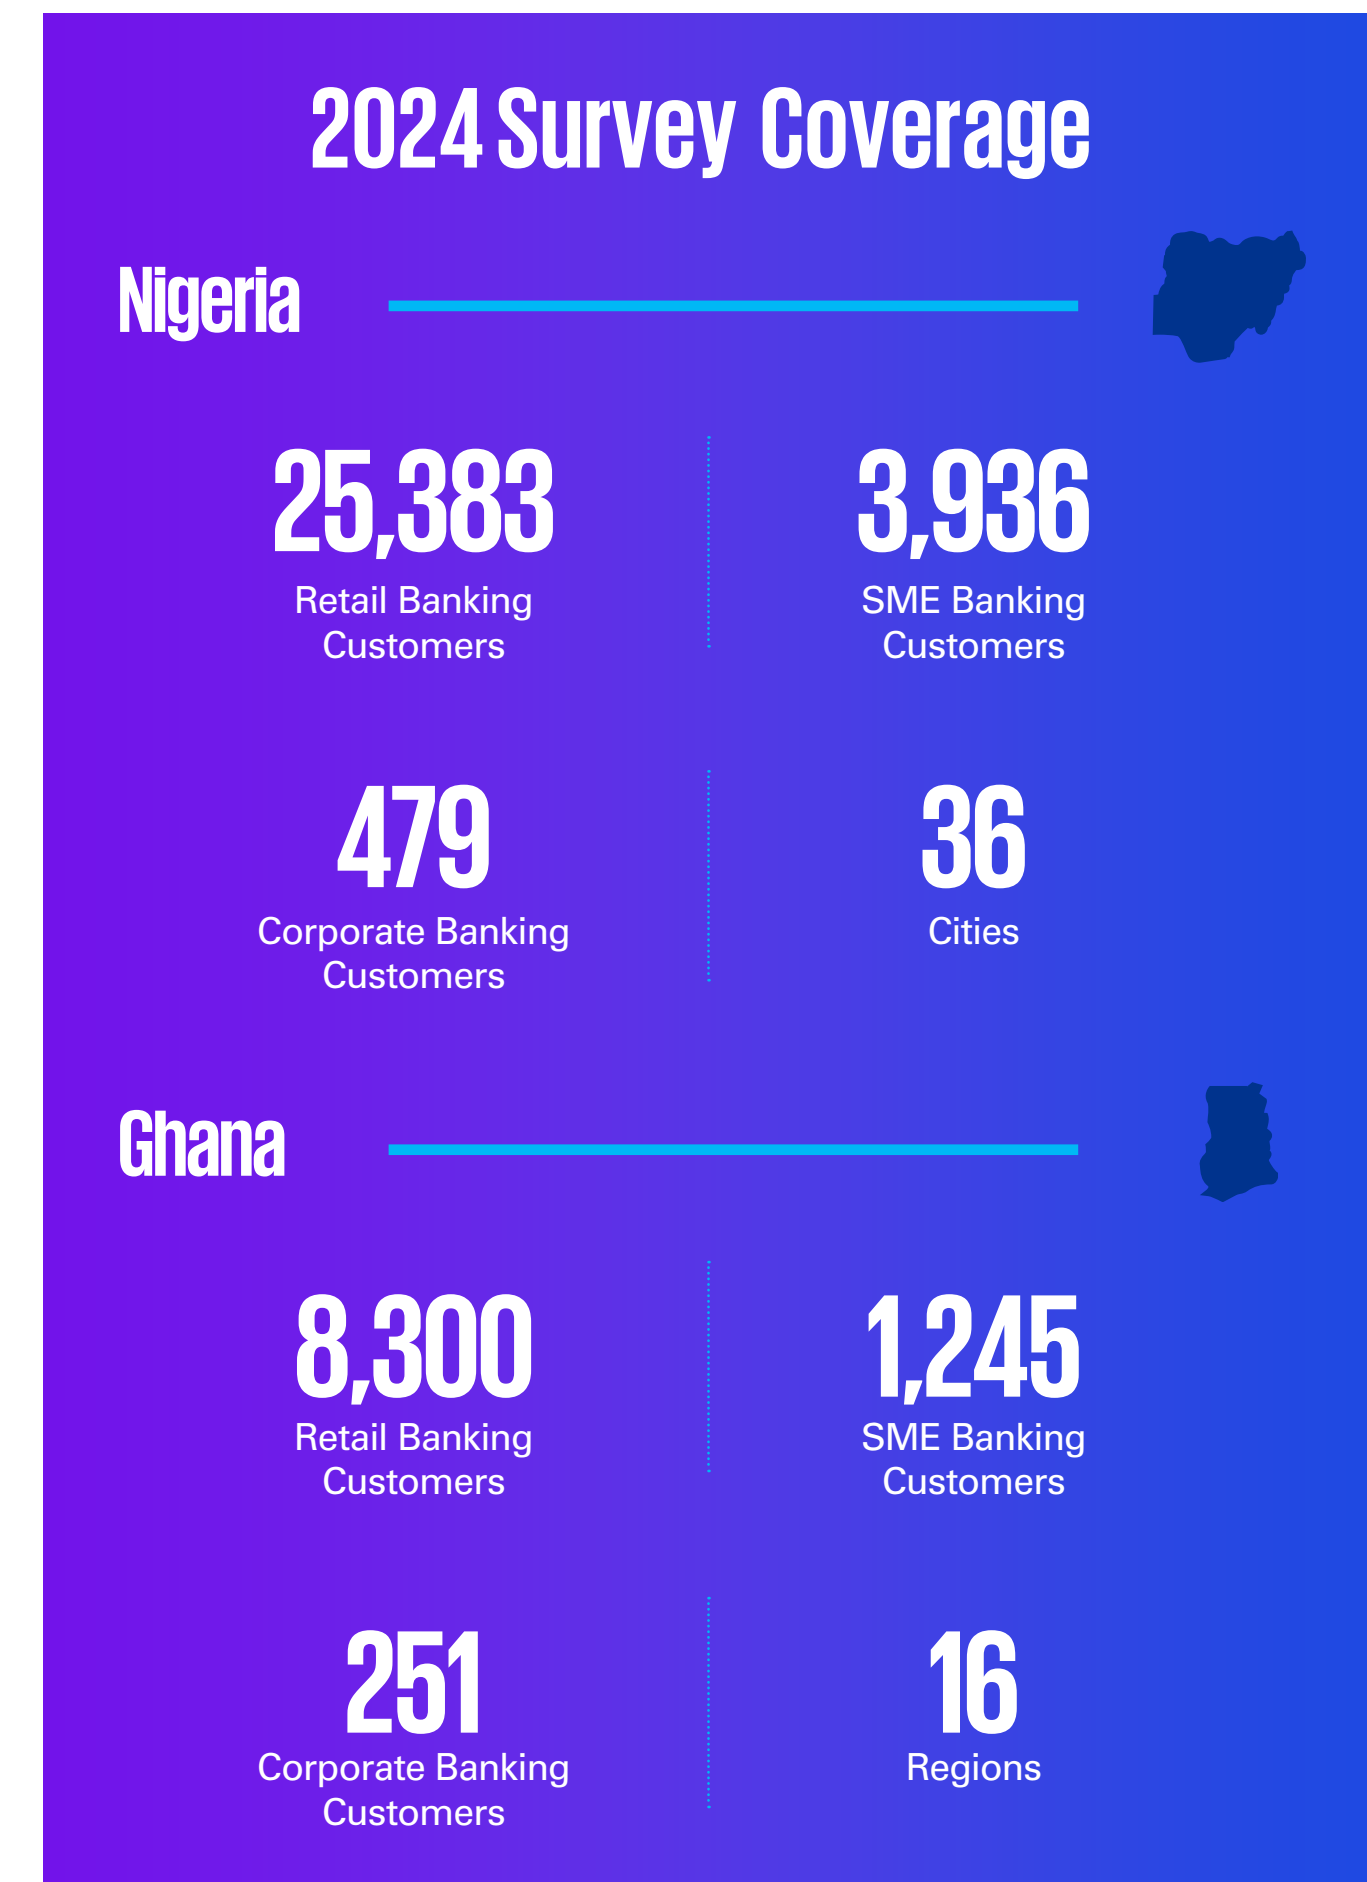 2024 Survey Coverage
Nigeria
25,383
Retail Banking
Customers
3,936
SME Banking
Customers
479
Corporate Banking
Customers
36
Cities
Ghana
8,300
Retail Banking
Customers
1,245
SME Banking
Customers
251
Corporate Banking
Customers
16
Regions